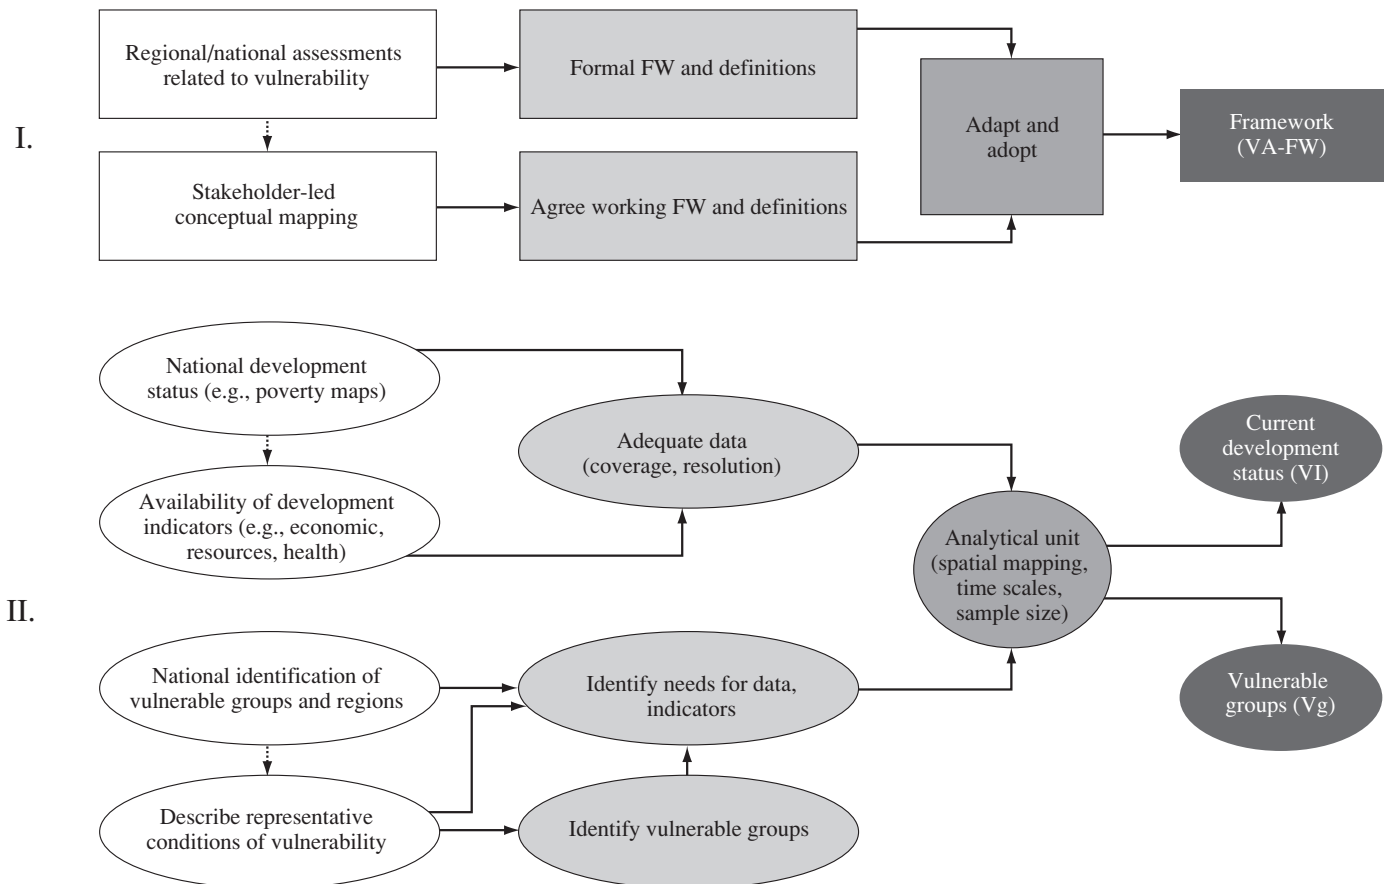 I.
Regional/national assessments
related to vulnerability
Formal FW and definitions
Stakeholder-led
conceptual mapping
Agree working FW and definitions
Adapt and
adopt
Framework
(VA-FW)
II.
National development
status (e.g., poverty maps)
Availability of development
indicators (e.g., economic,
resources, health)
Adequate data
(coverage, resolution)
National identification of
vulnerable groups and regions
Describe representative
conditions of vulnerability
Identify needs for data,
indicators
Identify vulnerable groups
Analytical unit
(spatial mapping,
time scales,
sample size)
Current
development
status (VI)
Vulnerable
groups (Vg)